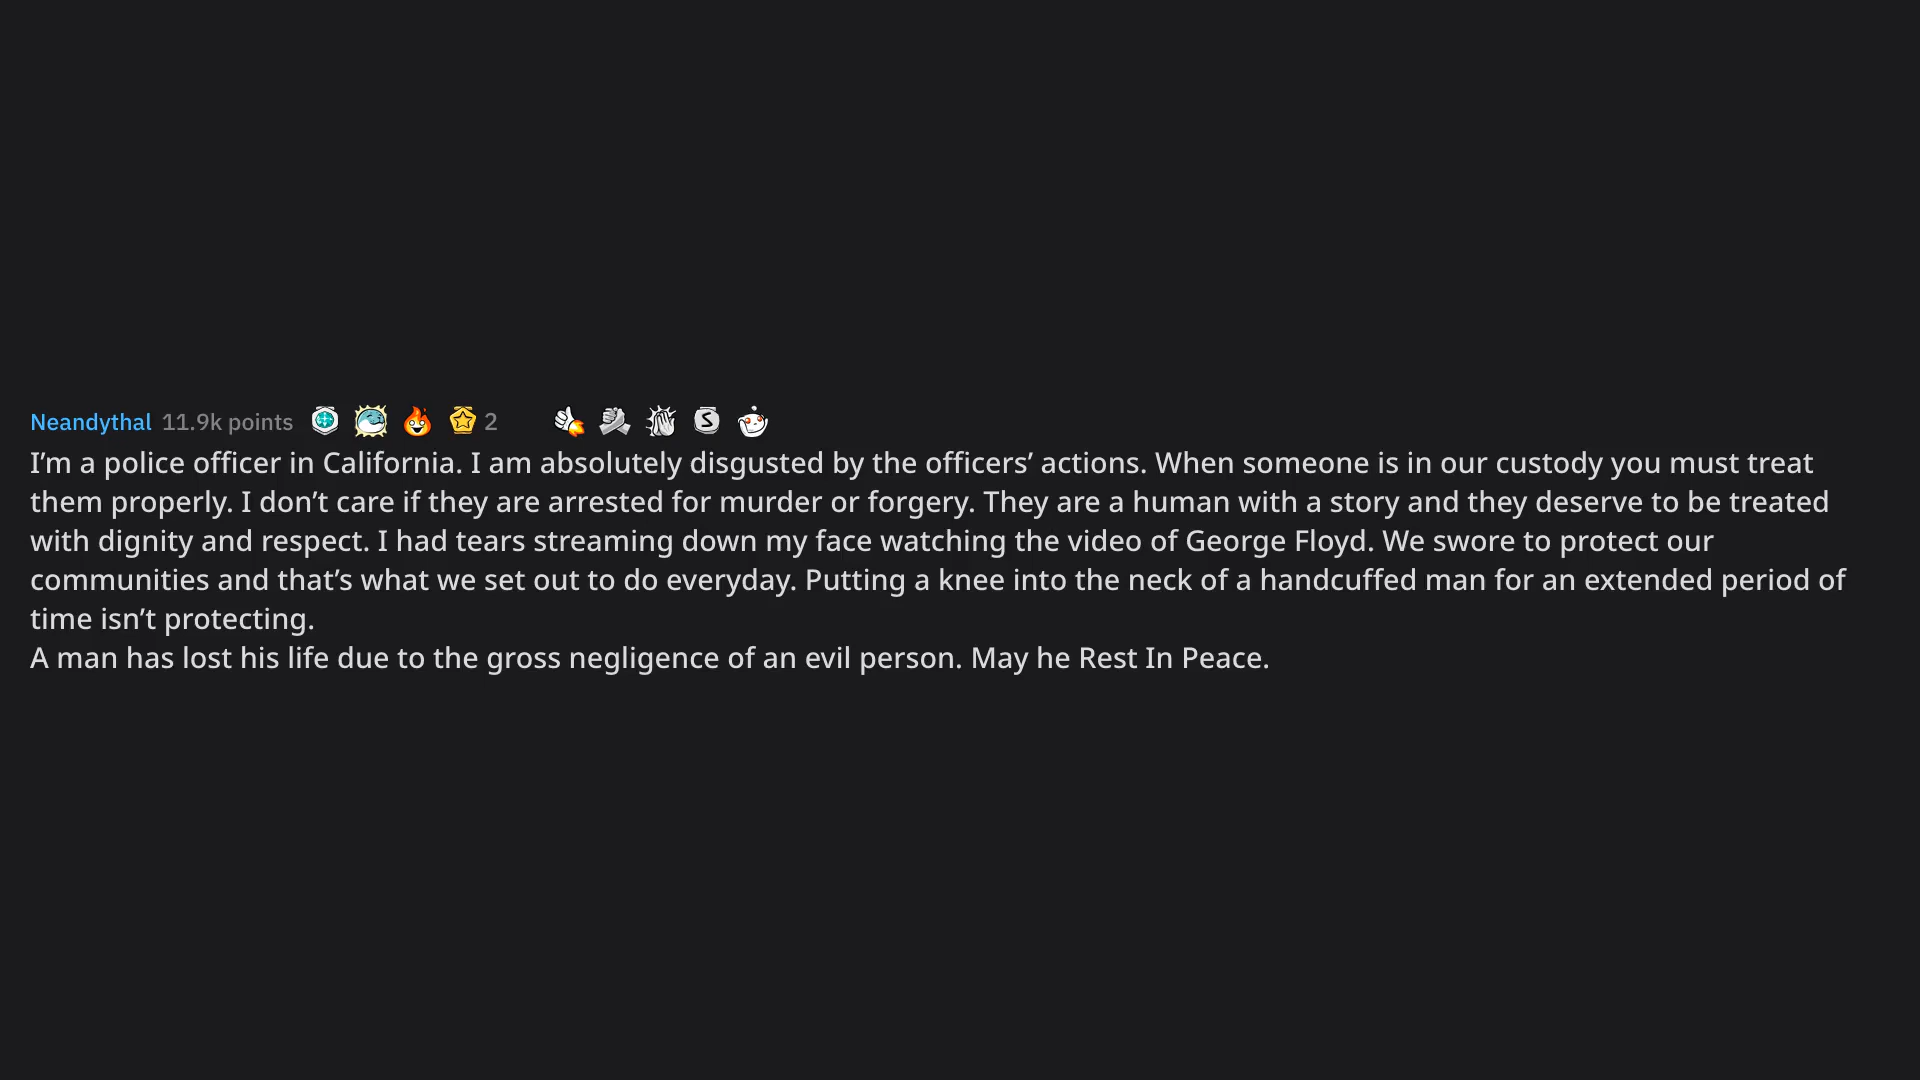 Neandythal 11.9k points 2
I’m a police officer in California. I am absolutely disgusted by the officers’ actions. When someone is in our custody you must treat
them properly. I don’t care if they are arrested for murder or forgery. They are a human with a story and they deserve to be treated
with dignity and respect. I had tears streaming down my face watching the video of George Floyd. We swore to protect our
communities and that’s what we set out to do everyday. Putting a knee into the neck of a handcuffed man for an extended period of
time isn’t protecting.
A man has lost his life due to the gross negligence of an evil person. May he Rest In Peace.